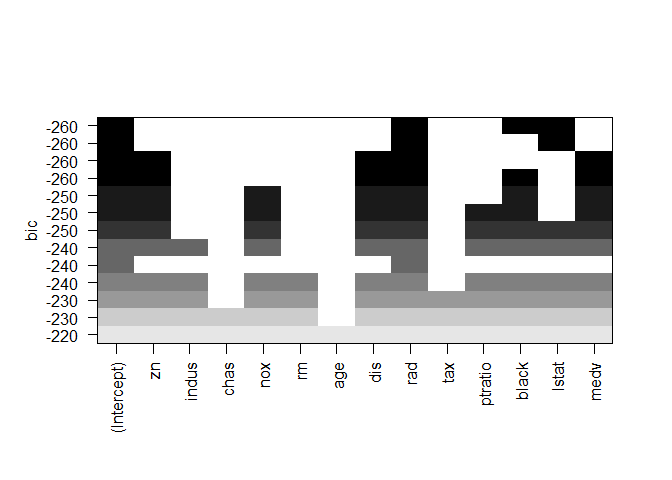 bic
-260
-260
-260
-260
-250
-250
-240
-240
-240
-240
-230
-230
-220
(Intercept)
zn
indus
chas
nox
rm
age
dis
rad
tax
ptratio
black
lstat
medv